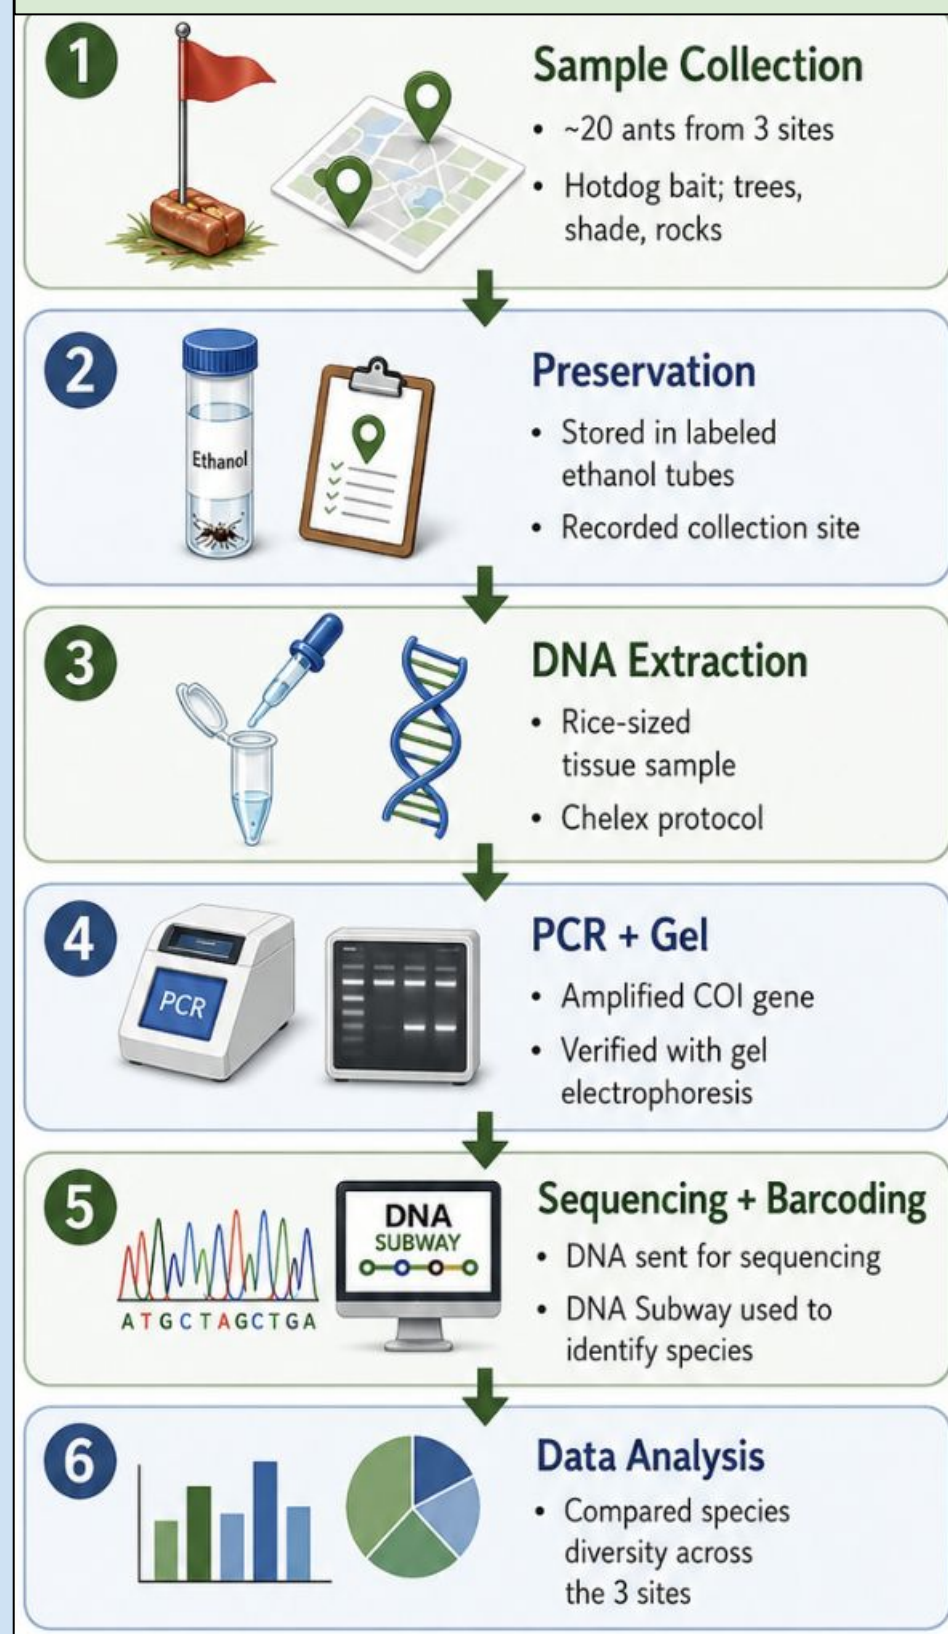 1
Sample Collection
• ~20 ants from 3 sites
• Hotdog bait; trees,
shade, rocks
2
Ethanol
Preservation
• Stored in labeled
ethanol tubes
• Recorded collection site
3
DNA Extraction
• Rice-sized
tissue sample
• Chelex protocol
4
PCR
PCR + Gel
• Amplified COI gene
• Verified with gel
electrophoresis
5
ATGCTAGCTGA
DNA
SUBWAY
Sequencing + Barcoding
• DNA sent for sequencing
• DNA Subway used to
identify species
6
Data Analysis
• Compared species
diversity across
the 3 sites